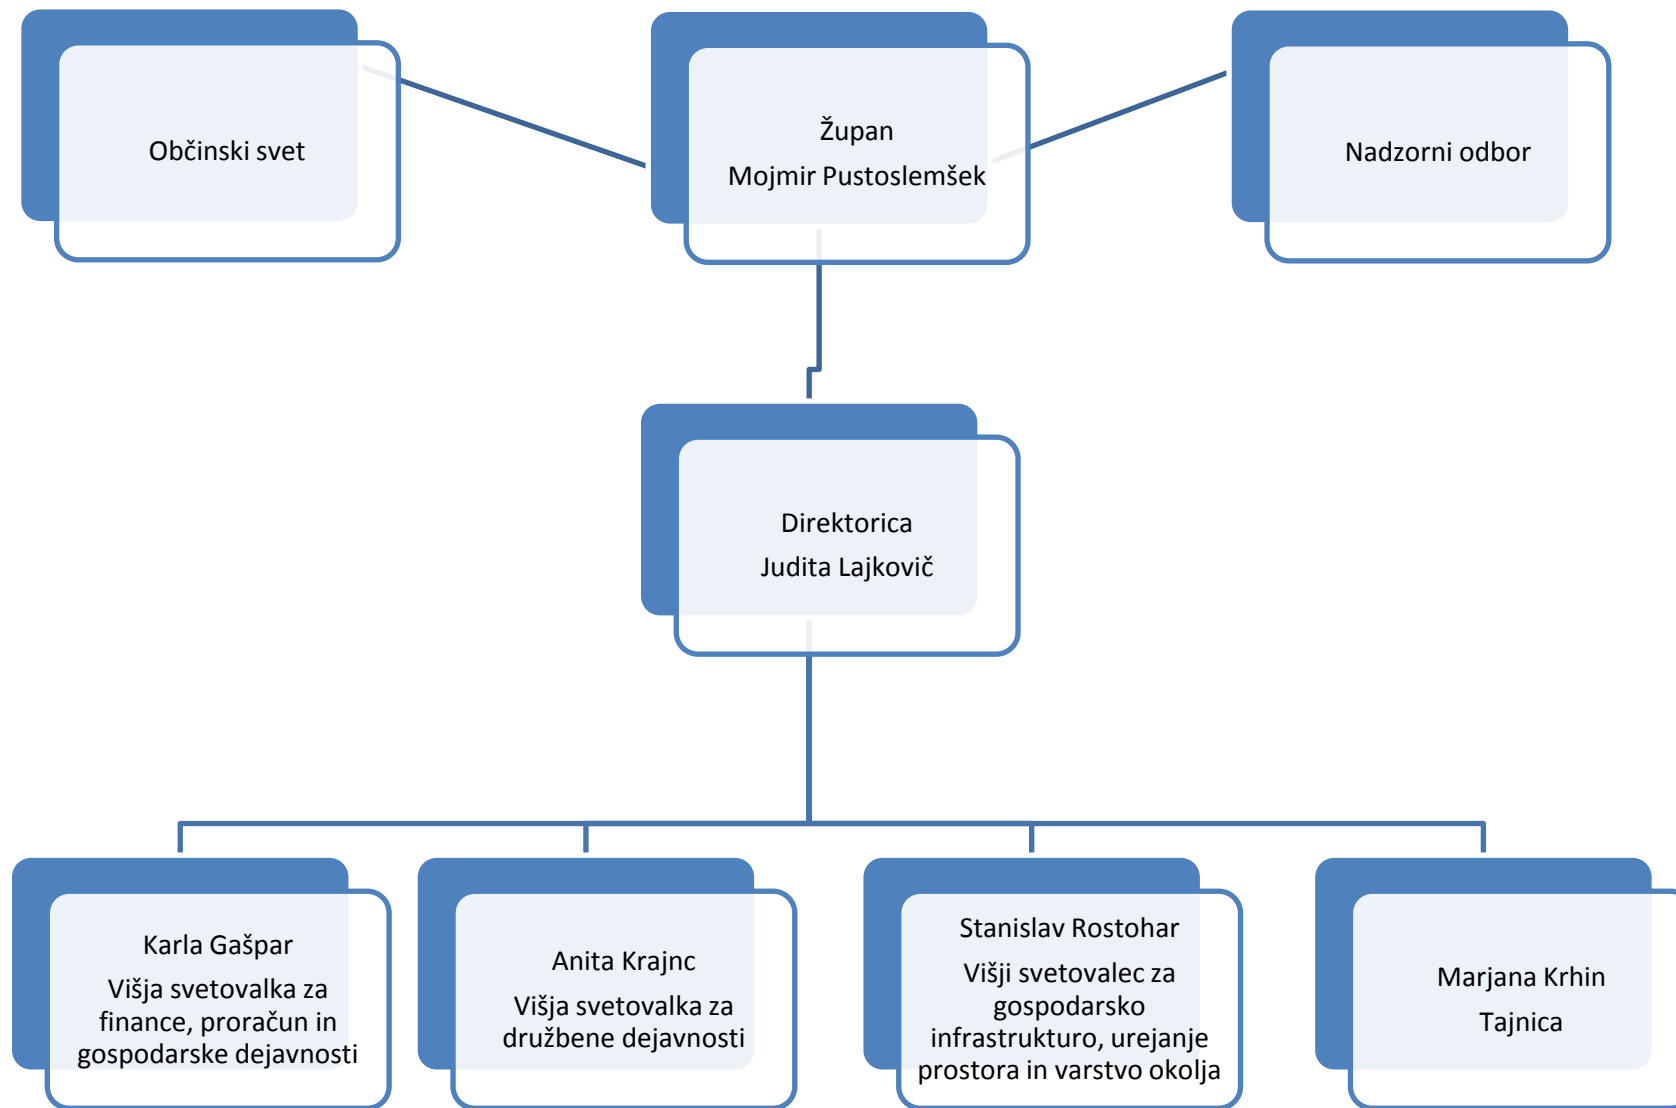 Občinski svet
Župan
Mojmir Pustoslemšek
Nadzorni odbor
Direktorica
Judita Lajkovič
Karla Gašpar
Višja svetovalka za
finance, proračun in
gospodarske dejavnosti
Anita Krajnc
Višja svetovalka za
družbene dejavnosti
Stanislav Rostohar
Višji svetovalec za
gospodarsko
infrastrukturo, urejanje
prostora in varstvo okolja
Marjana Krhin
Tajnica